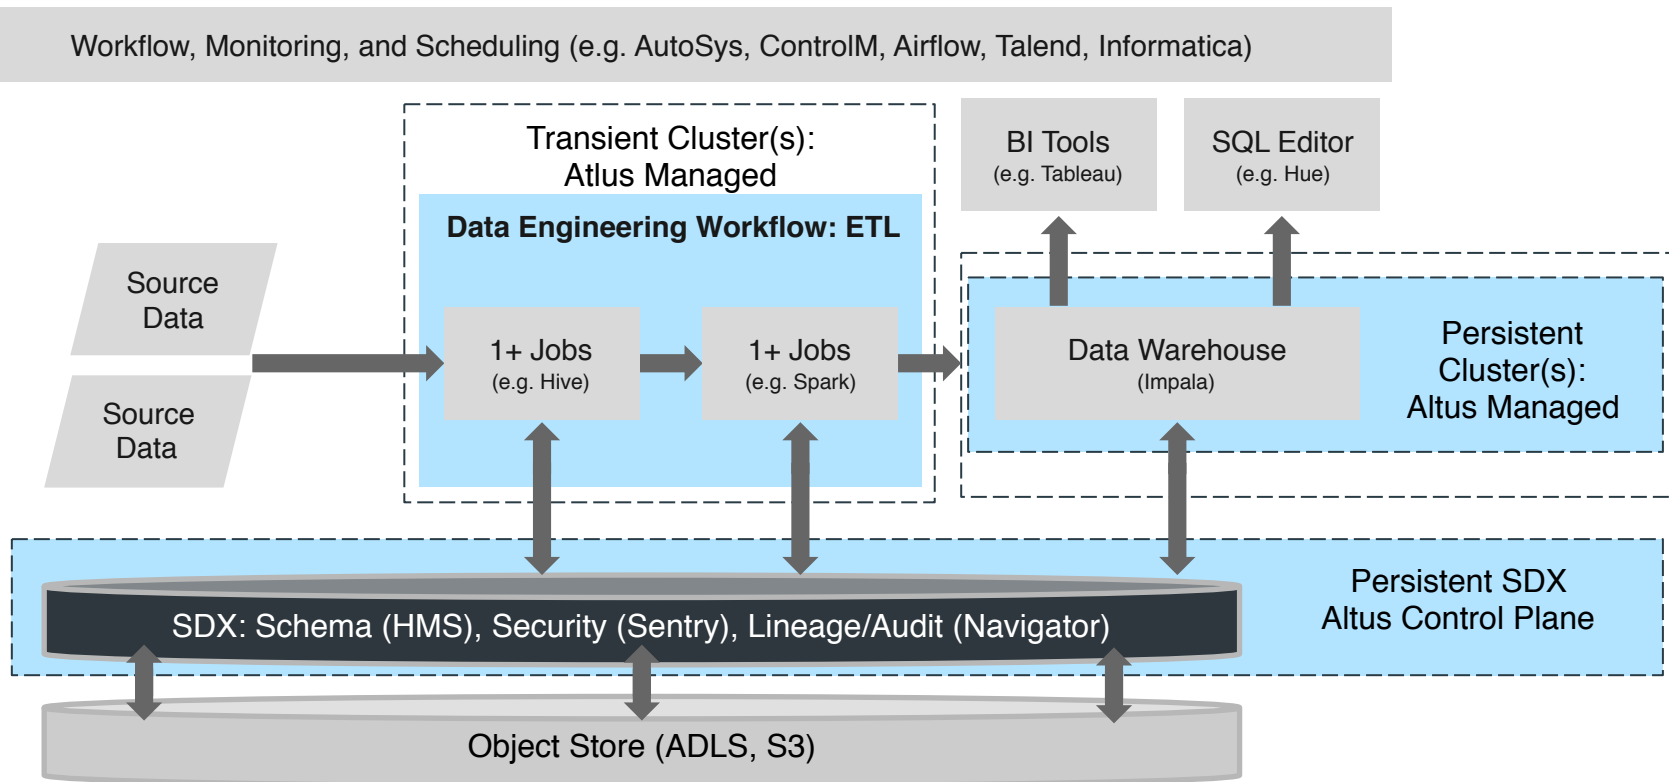 Workflow, Monitoring, and Scheduling (e.g. AutoSys, ControlM, Airflow, Talend, Informatica)
Transient Cluster(s):
Atlus Managed
Data Engineering Workflow: ETL
BI Tools
(e.g. Tableau)
SQL Editor
(e.g. Hue)
Source
Data
Source
Data
1+ Jobs
(e.g. Hive)
1+ Jobs
(e.g. Spark)
Data Warehouse
(Impala)
Persistent
Cluster(s):
Altus Managed
SDX: Schema (HMS), Security (Sentry), Lineage/Audit (Navigator)
Persistent SDX
Altus Control Plane
Object Store (ADLS, S3)